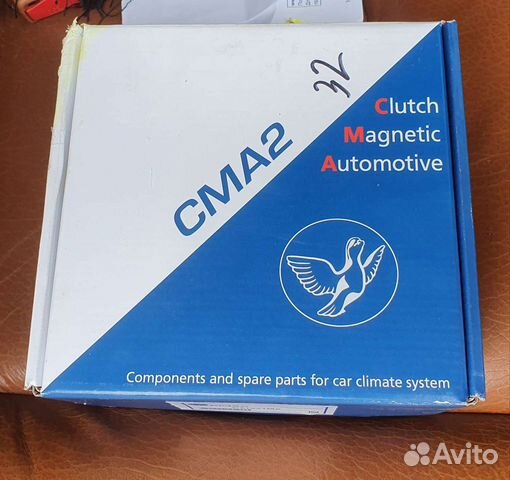 32
Clutch
Magnetic
Automotive
CMA2
Components and spare parts for car climate system
Avito